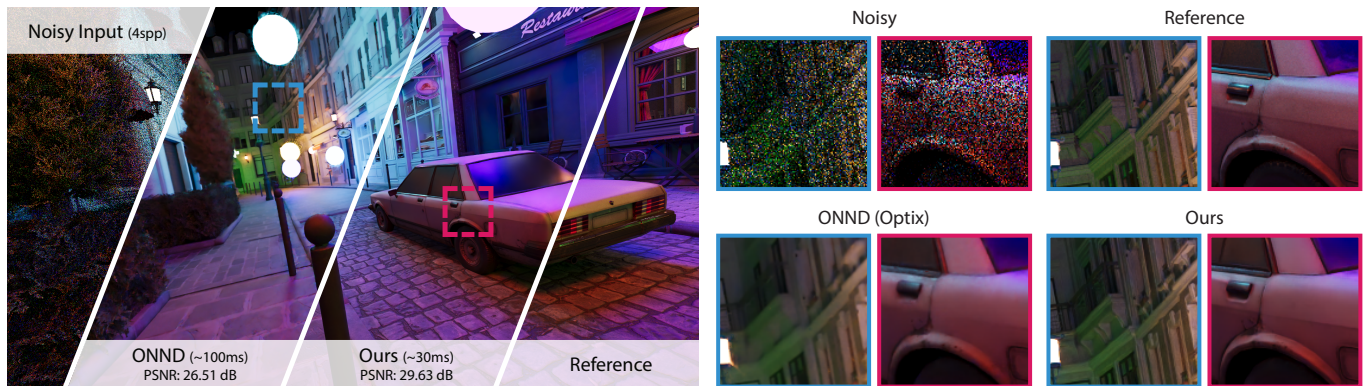 Noisy Input (4spp)
Restaur
ONND (~100ms)
PSNR: 26.51 dB
Ours (~30ms)
PSNR: 29.63 dB
Reference
Noisy
Reference
ONND (Optix)
Ours